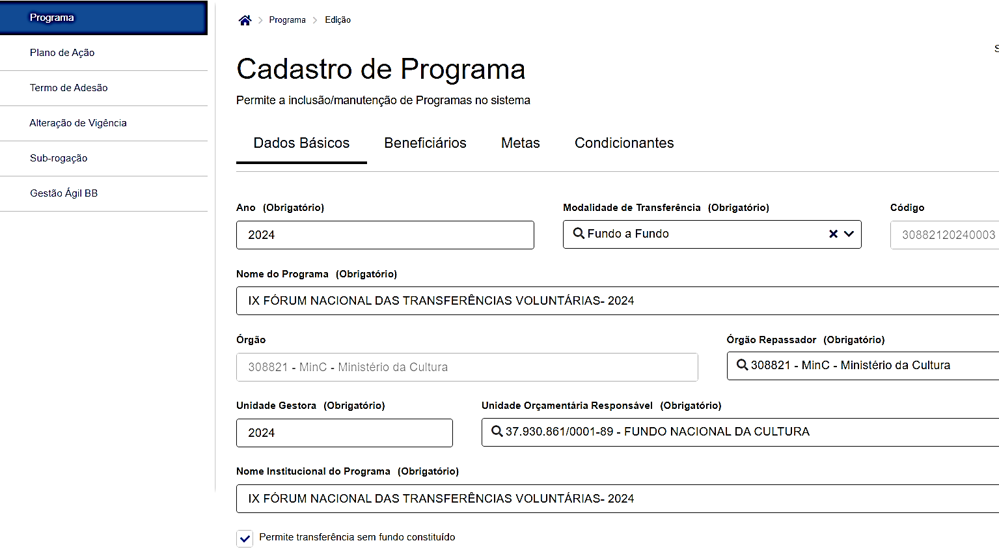 Programa
Plano de Ação
Termo de Adesão
Alteração de Vigência
Sub-rogação
Gestão Ágil BB
Programa Edição
Cadastro de Programa
Permite a inclusão/manutenção de Programas no sistema
Dados Básicos Beneficiários Metas Condicionantes
Ano (Obrigatório) Modalidade de Transferência (Obrigatório) Código
2024 Fundo a Fundo 30882120240003
Nome do Programa (Obrigatório)
IX FÓRUM NACIONAL DAS TRANSFERÊNCIAS VOLUNTÁRIAS- 2024
Órgão Órgão Repassador (Obrigatório)
308821 - MinC - Ministério da Cultura 308821 - MinC - Ministério da Cultura
Unidade Gestora (Obrigatório) Unidade Orçamentária Responsável (Obrigatório)
2024 37.930.861/0001-89 - FUNDO NACIONAL DA CULTURA
Nome Institucional do Programa (Obrigatório)
IX FÓRUM NACIONAL DAS TRANSFERÊNCIAS VOLUNTÁRIAS- 2024
Permite transferência sem fundo constituído